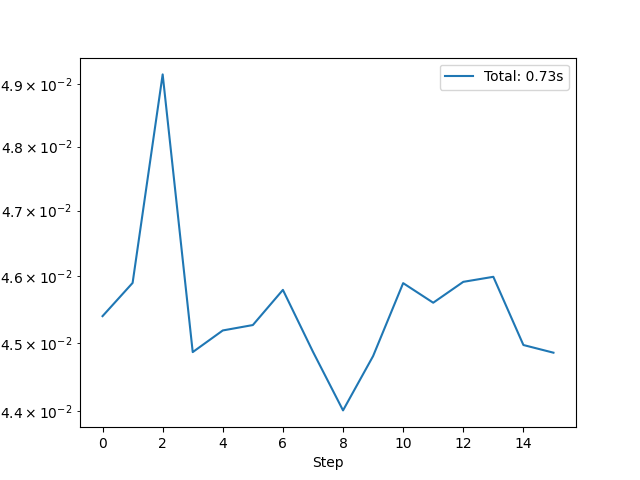 Total: 0.73s
4.9 × 10⁻²
4.8 × 10⁻²
4.7 × 10⁻²
4.6 × 10⁻²
4.5 × 10⁻²
4.4 × 10⁻²
0 2 4 6 8 10 12 14
Step